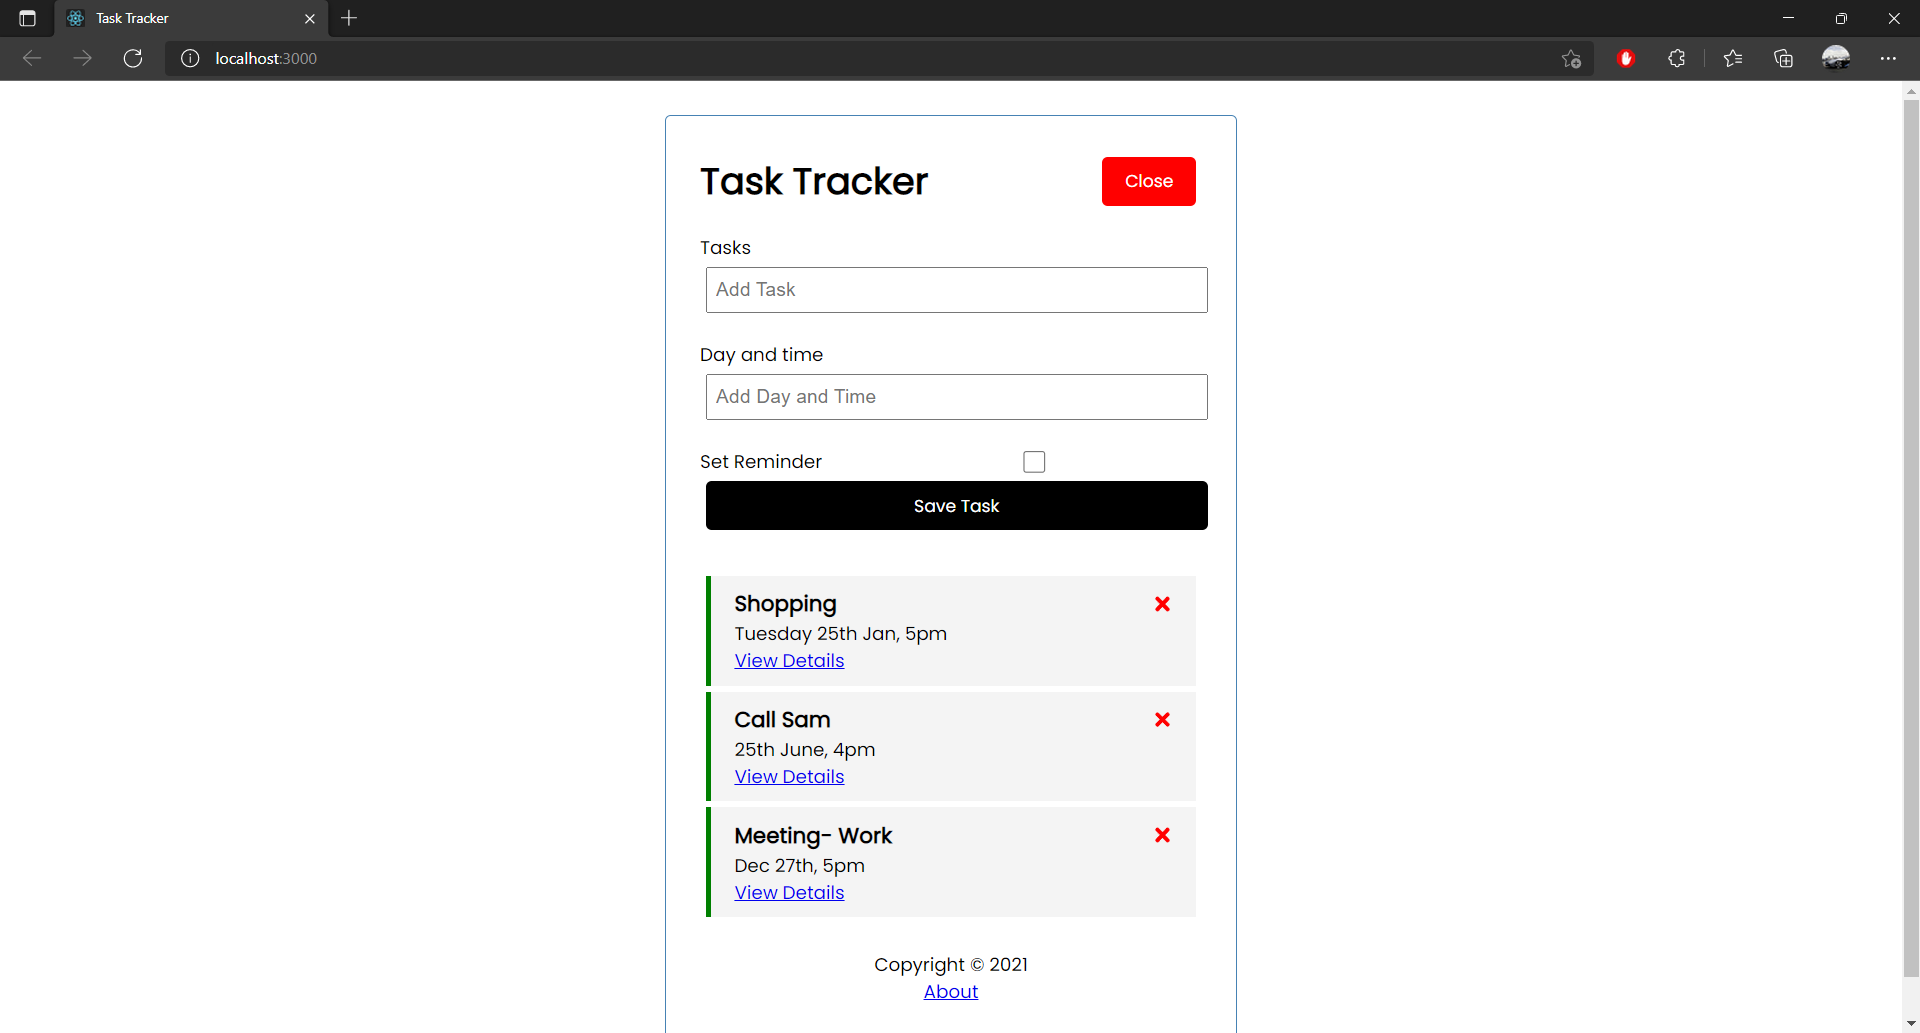 Task Tracker
localhost:3000
Task Tracker
Close
Tasks
Add Task
Day and time
Add Day and Time
Set Reminder
Save Task
Shopping
Tuesday 25th Jan, 5pm
View Details
Call Sam
25th June, 4pm
View Details
Meeting- Work
Dec 27th, 5pm
View Details
Copyright © 2021
About